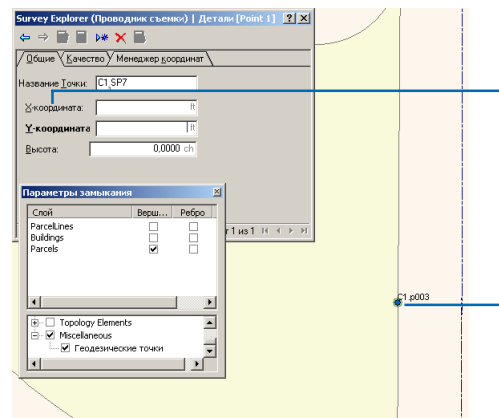 Survey Explorer (Проводник съемки) | Детали [Point 1]
Общие Качество Менеджер координат
Название Точки: C1,SP7
X-координата: ft
Y-координата ft
Высота: 0,0000 ch
Параметры замыкания
Слой Верш... Ребро
ParcelLines
Buildings
Parcels
1 из 1
Topology Elements
Miscellaneous
Геодезические точки
C1,p003